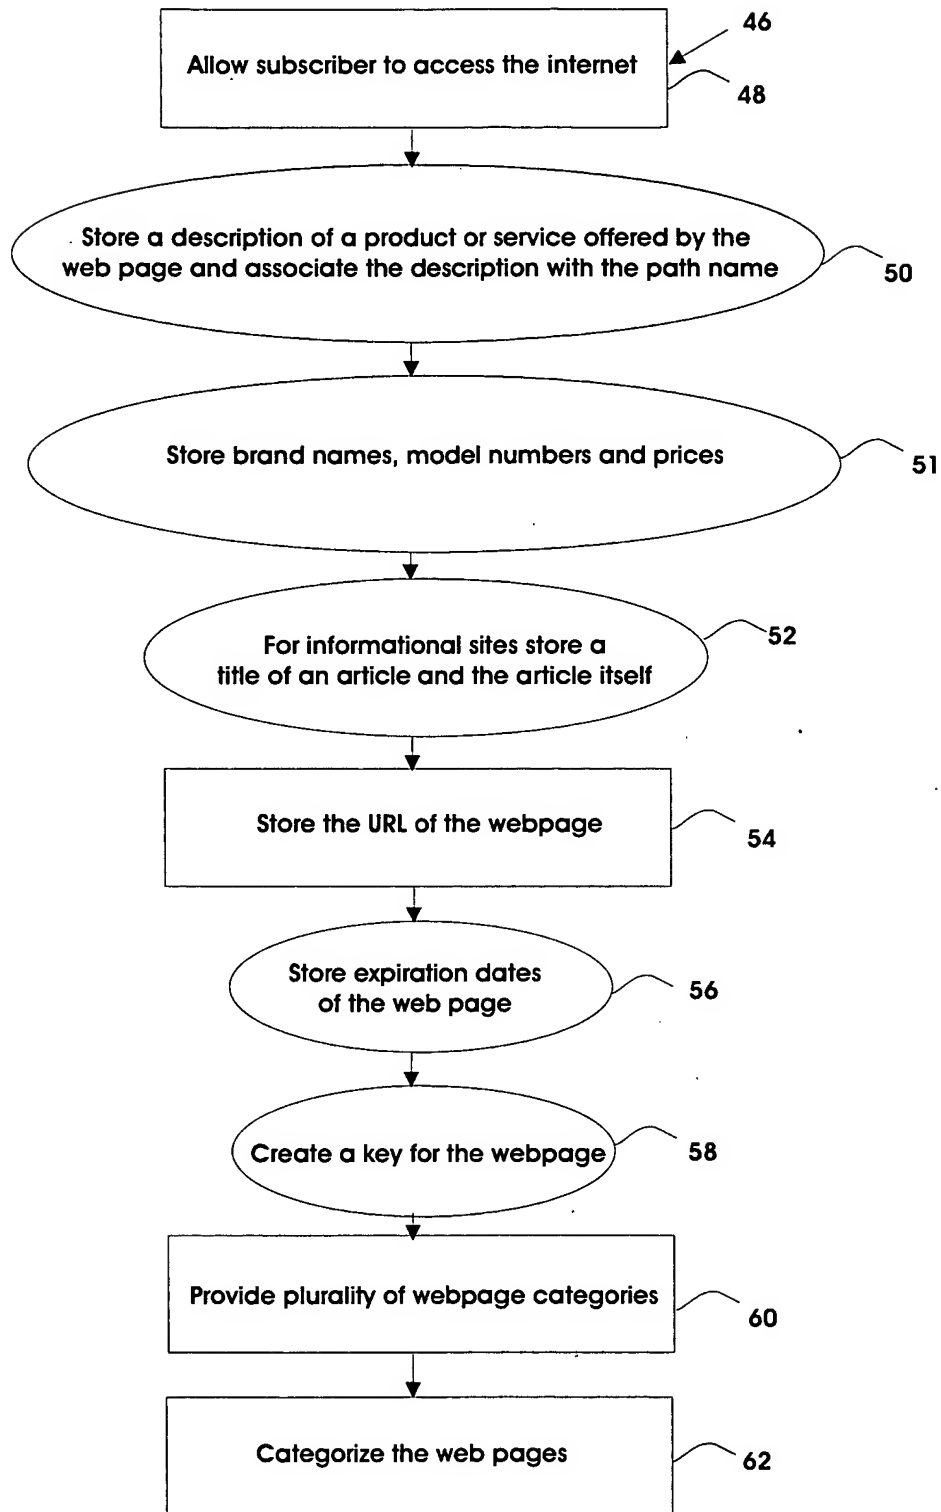 46
Allow subscriber to access the internet
48
Store a description of a product or service offered by the
web page and associate the description with the path name
50
Store brand names, model numbers and prices
51
52
For informational sites store a
title of an article and the article itself
Store the URL of the webpage
54
Store expiration dates
of the web page
56
Create a key for the webpage
58
Provide plurality of webpage categories
60
Categorize the web pages
62